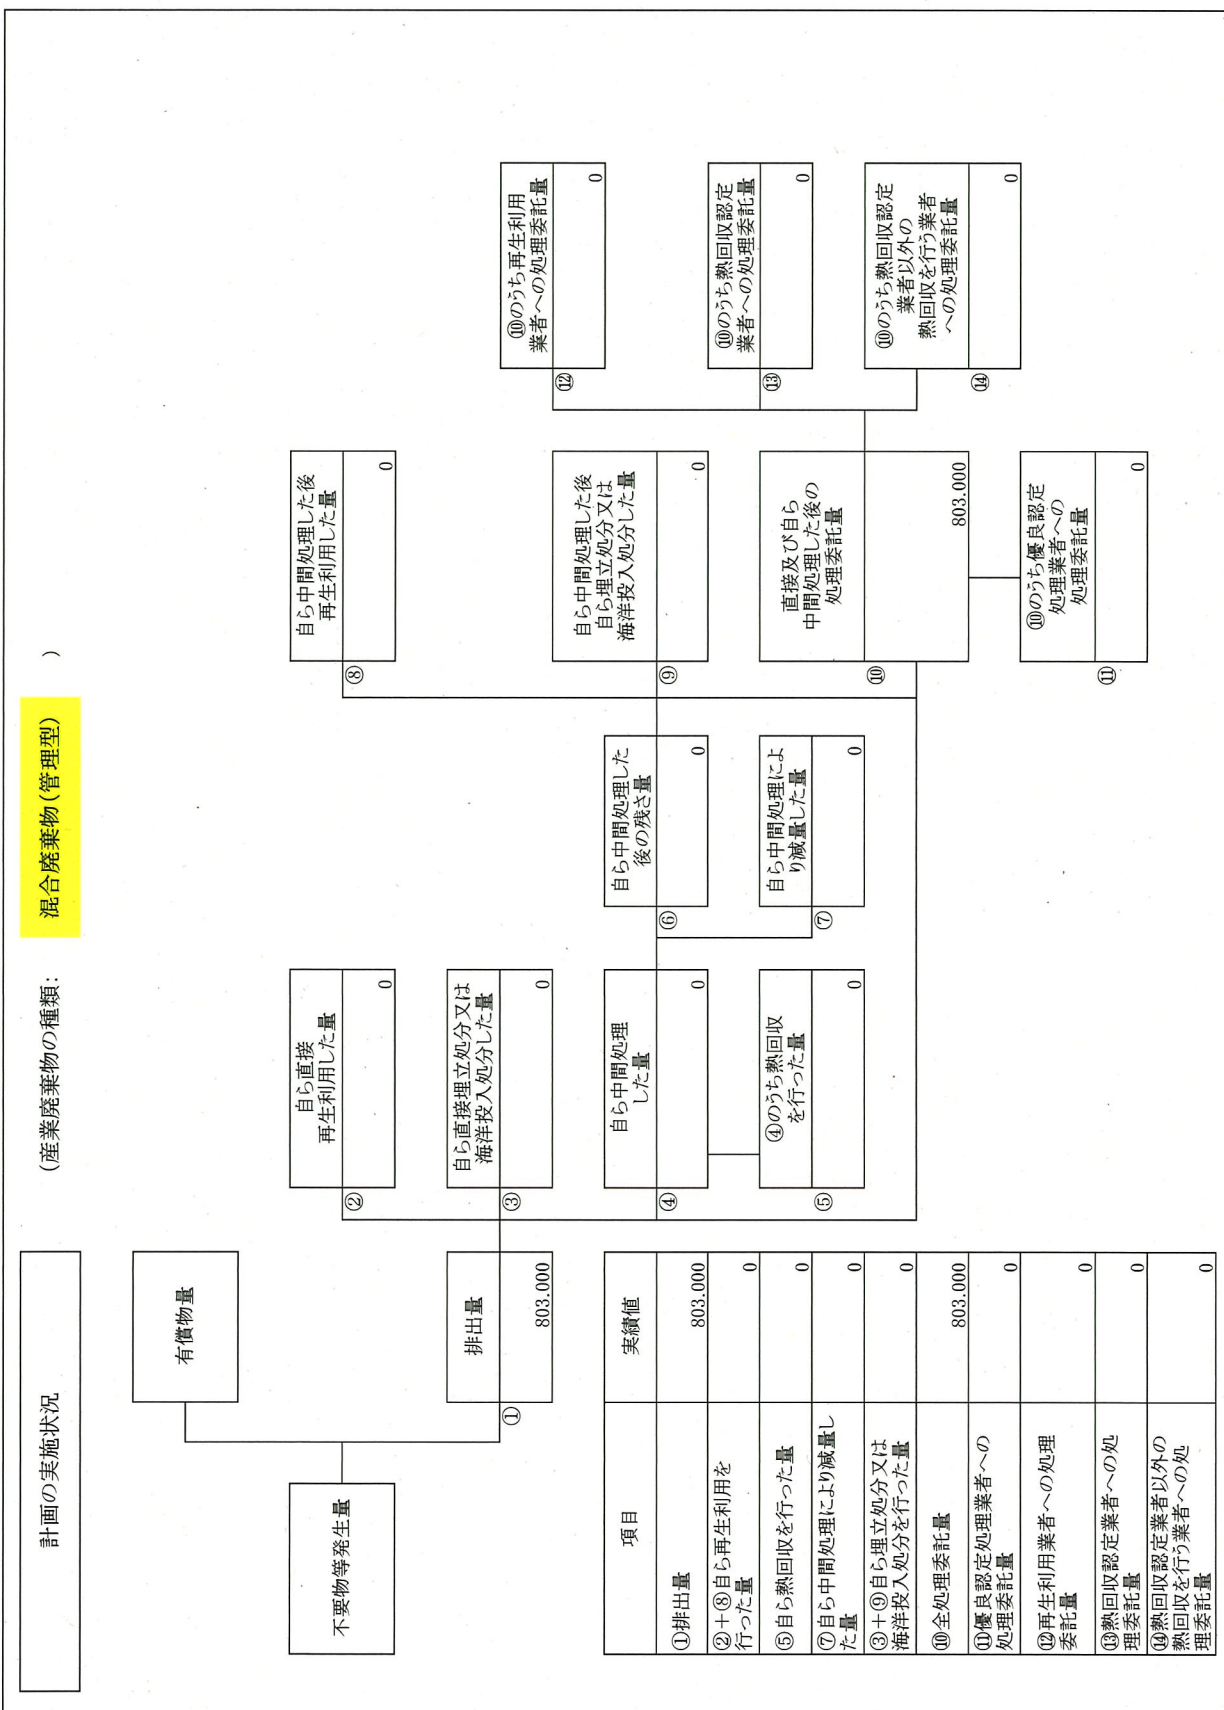 計画の実施状況
(産業廃棄物の種類: 混合廃棄物(管理型) )
不要物等発生量
有償物量
①
排出量
803.000
②
自ら直接
再生利用した量
0
③
自ら直接埋立処分又は
海洋投入処分した量
0
④
自ら中間処理
した量
0
⑤
④のうち熱回収
を行った量
0
⑥
自ら中間処理した
後の残さ量
0
⑦
自ら中間処理によ
り減量した量
0
⑧
自ら中間処理した後
再生利用した量
0
⑨
自ら中間処理した後
自ら埋立処分又は
海洋投入処分した量
0
⑩
直接及び自ら
中間処理した後の
処理委託量
803.000
⑪
⑩のうち優良認定
処理業者への
処理委託量
0
⑫
⑩のうち再生利用
業者への処理委託量
0
⑬
⑩のうち熱回収認定
業者への処理委託量
0
⑭
⑩のうち熱回収認定
業者以外の
熱回収を行う業者
への処理委託量
0
項目 実績値
①排出量 803.000
②+⑧自ら再生利用を
行った量 0
⑤自ら熱回収を行った量 0
⑦自ら中間処理により減量し
た量 0
③+⑨自ら埋立処分又は
海洋投入処分を行った量 0
⑩全処理委託量 803.000
⑪優良認定処理業者への
処理委託量 0
⑫再生利用業者への処理
委託量 0
⑬熱回収認定業者への処
理委託量 0
⑭熱回収認定業者以外の
熱回収を行う業者への処
理委託量 0